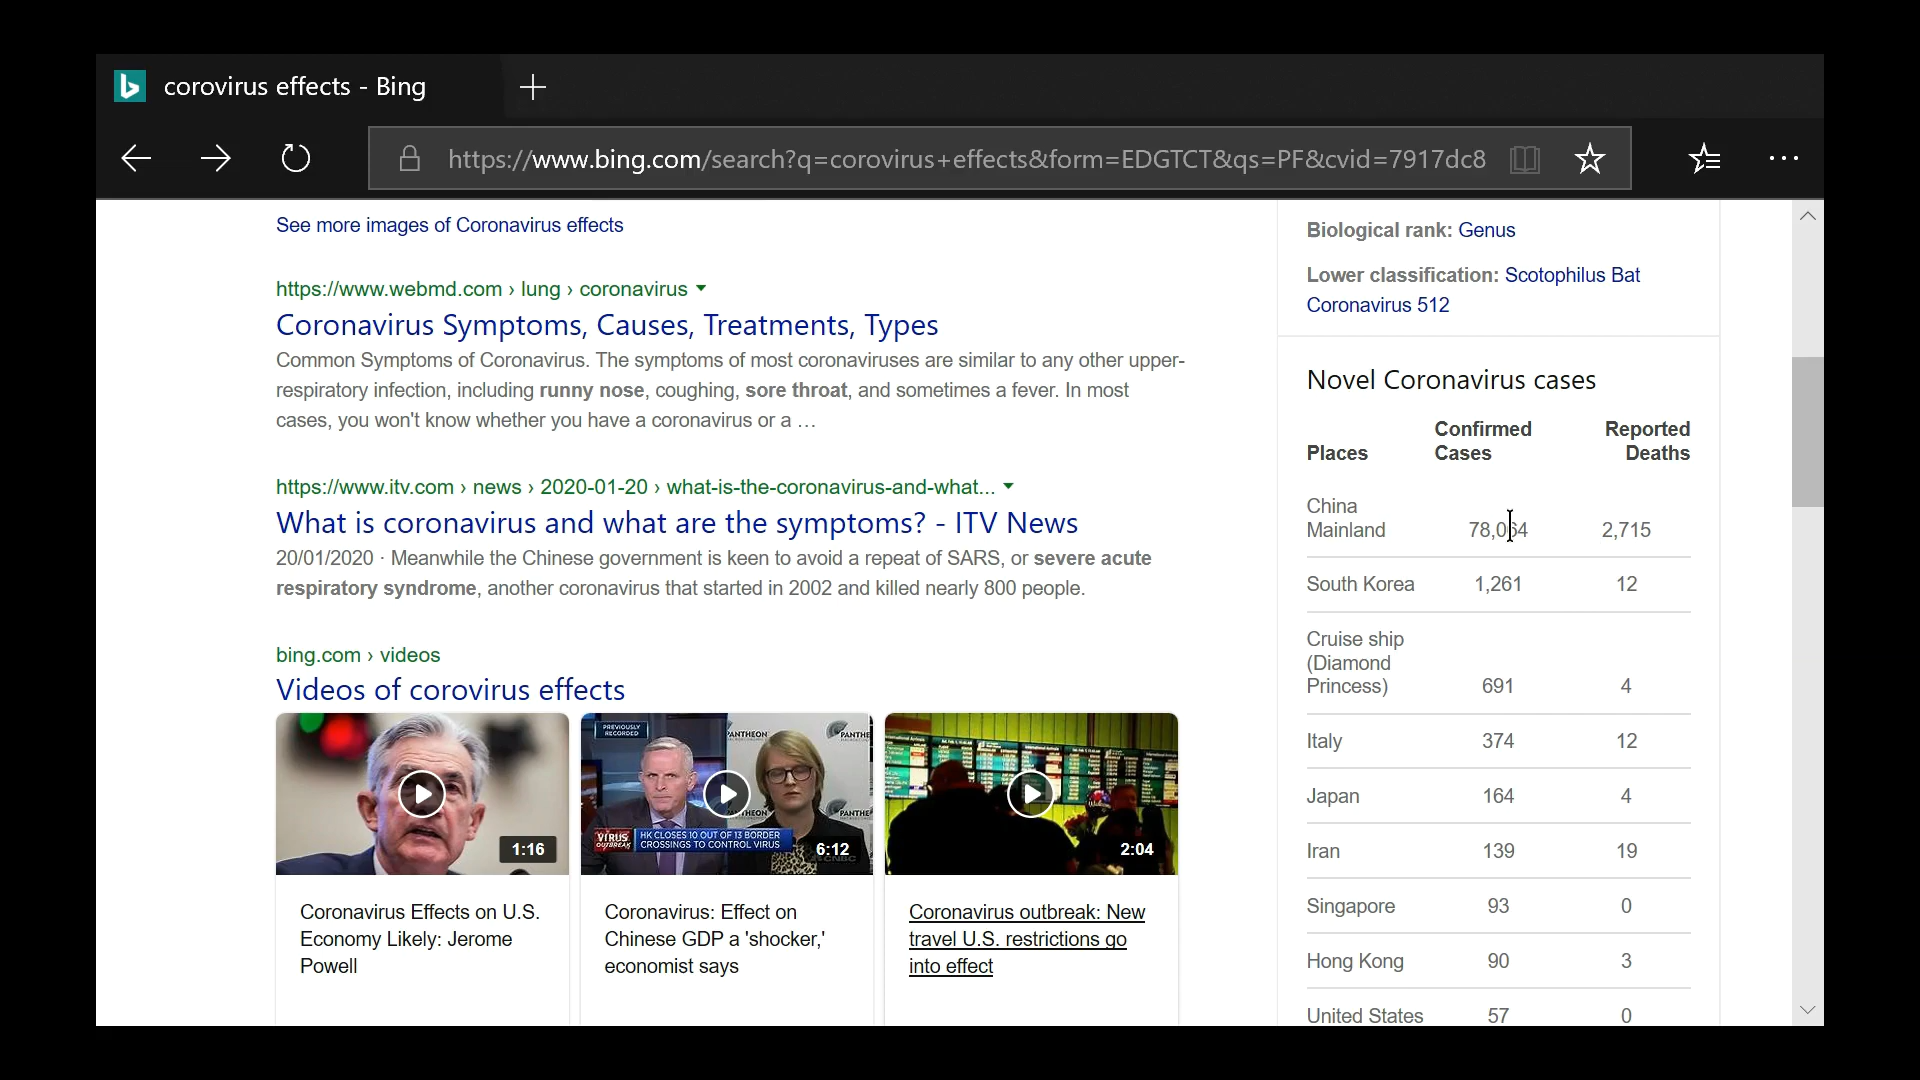 corovirus effects - Bing
https://www.bing.com/search?q=corovirus+effects&form=EDGTCT&qs=PF&cvid=7917dc8
See more images of Coronavirus effects
https://www.webmd.com › lung › coronavirus
Coronavirus Symptoms, Causes, Treatments, Types
Common Symptoms of Coronavirus. The symptoms of most coronaviruses are similar to any other upper-
respiratory infection, including runny nose, coughing, sore throat, and sometimes a fever. In most
cases, you won't know whether you have a coronavirus or a ...
https://www.itv.com › news › 2020-01-20 › what-is-the-coronavirus-and-what...
What is coronavirus and what are the symptoms? - ITV News
20/01/2020 · Meanwhile the Chinese government is keen to avoid a repeat of SARS, or severe acute
respiratory syndrome, another coronavirus that started in 2002 and killed nearly 800 people.
bing.com › videos
Videos of corovirus effects
1:16
PREVIOUSLY
RECORDED
PANTHEON
PANTHE
PANTHE
VIRUS
OUTBREAK
HK CLOSES 10 OUT OF 13 BORDER
CROSSINGS TO CONTROL VIRUS
6:12
CNBC
2:04
Coronavirus Effects on U.S.
Economy Likely: Jerome
Powell
Coronavirus: Effect on
Chinese GDP a 'shocker,'
economist says
Coronavirus outbreak: New
travel U.S. restrictions go
into effect
Biological rank: Genus
Lower classification: Scotophilus Bat
Coronavirus 512
Novel Coronavirus cases
Places Confirmed Cases Reported Deaths
China
Mainland 78,064 2,715
South Korea 1,261 12
Cruise ship
(Diamond
Princess) 691 4
Italy 374 12
Japan 164 4
Iran 139 19
Singapore 93 0
Hong Kong 90 3
United States 57 0